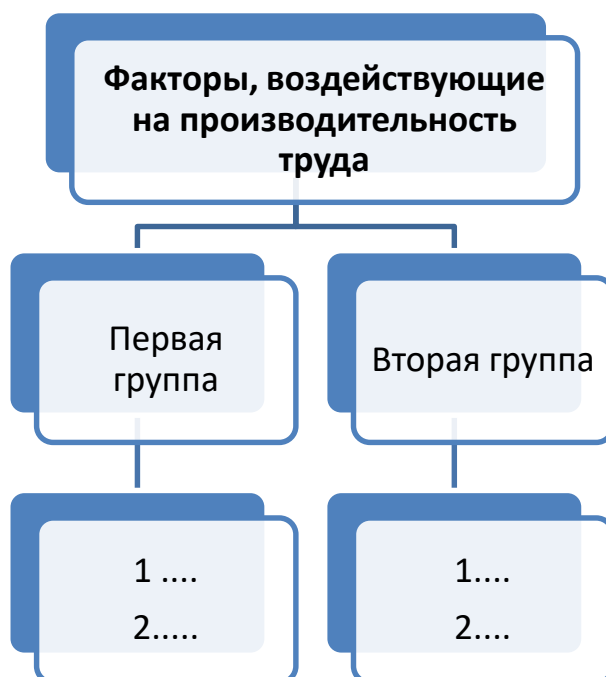 Факторы, воздействующие
на производительность
труда
Первая
группа
Вторая группа
1 ....
2.....
1....
2....